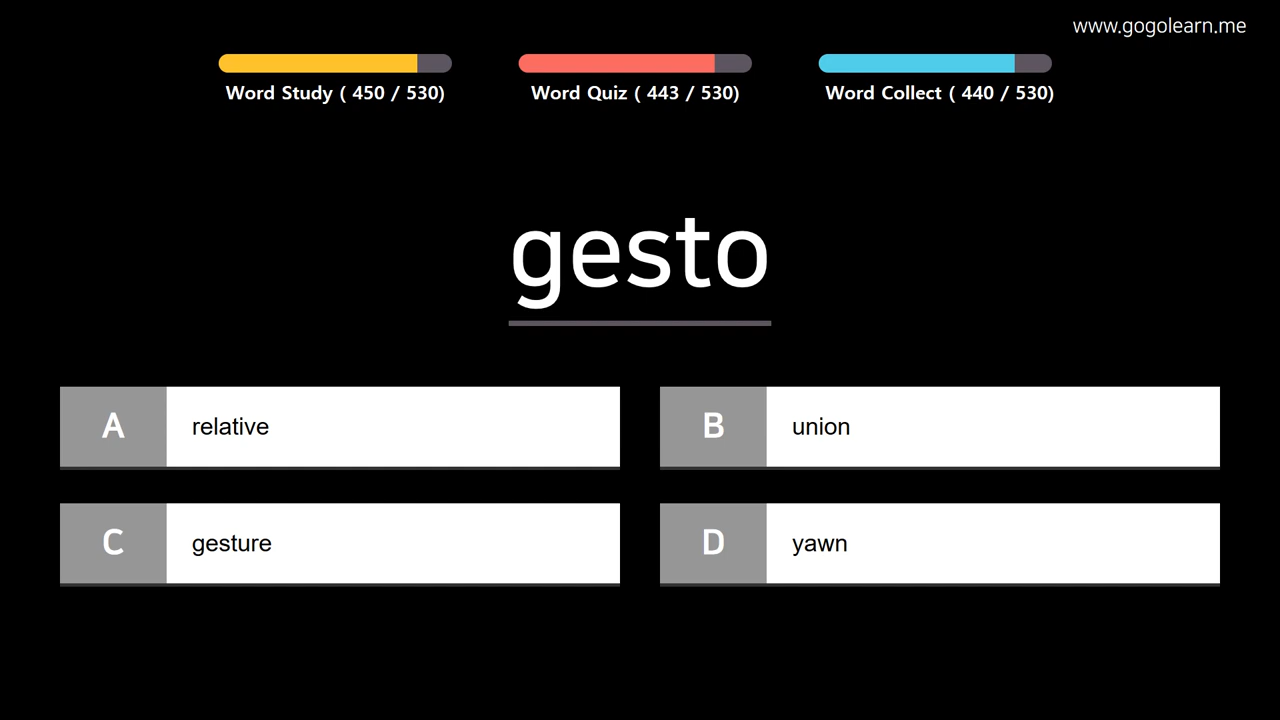 www.gogolearn.me
Word Study ( 450 / 530)
Word Quiz ( 443 / 530)
Word Collect ( 440 / 530)
gesto
A relative
B union
C gesture
D yawn